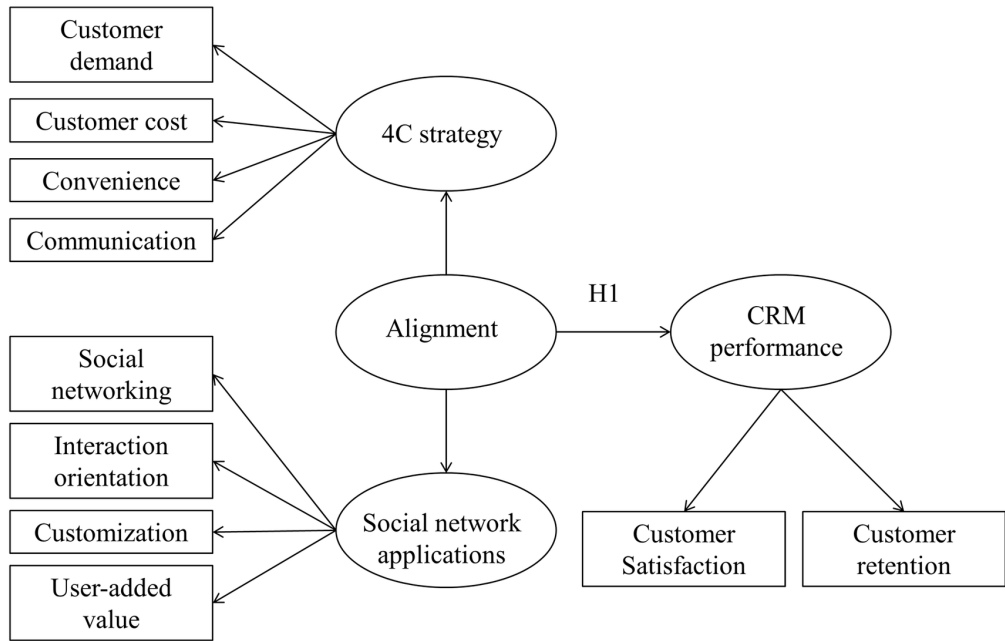 Customer
demand
Customer cost
Convenience
Communication
4C strategy
Alignment
H1
CRM
performance
Social
networking
Interaction
orientation
Customization
User-added
value
Social network
applications
Customer
Satisfaction
Customer
retention